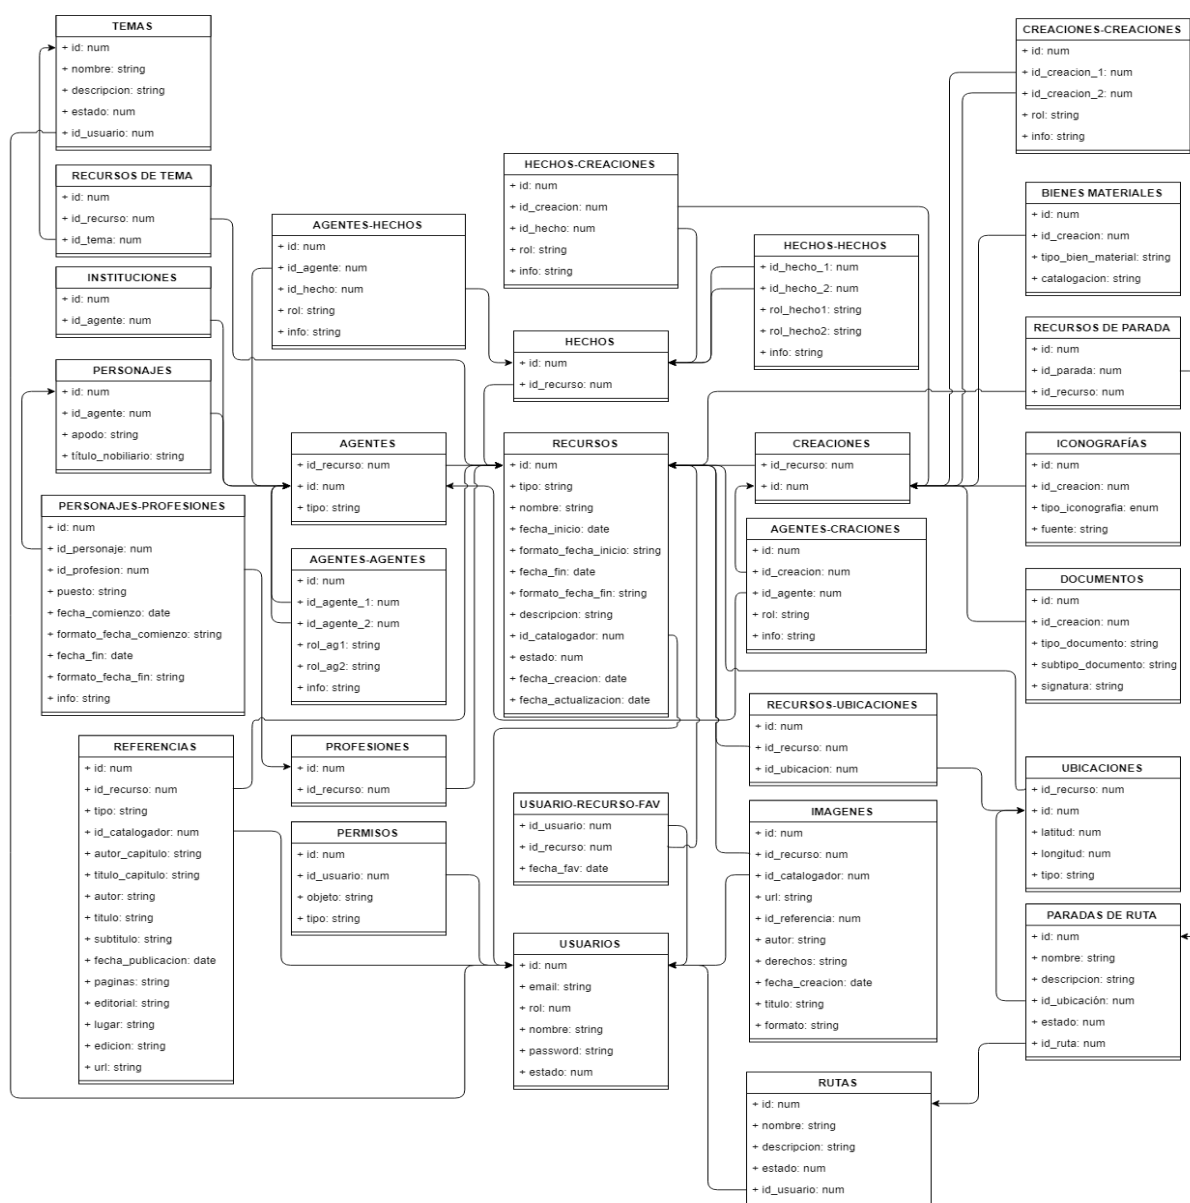 TEMAS
+ id: num
+ nombre: string
+ descripcion: string
+ estado: num
+ id_usuario: num
RECURSOS DE TEMA
+ id: num
+ id_recurso: num
+ id_tema: num
INSTITUCIONES
+ id: num
+ id_agente: num
PERSONAJES
+ id: num
+ id_agente: num
+ apodo: string
+ título_nobiliario: string
PERSONAJES-PROFESIONES
+ id: num
+ id_personaje: num
+ id_profesion: num
+ puesto: string
+ fecha_comienzo: date
+ formato_fecha_comienzo: string
+ fecha_fin: date
+ formato_fecha_fin: string
+ info: string
REFERENCIAS
+ id: num
+ id_recurso: num
+ tipo: string
+ id_catalogador: num
+ autor_capitulo: string
+ titulo_capitulo: string
+ autor: string
+ titulo: string
+ subtitulo: string
+ fecha_publicacion: date
+ paginas: string
+ editorial: string
+ lugar: string
+ edicion: string
+ url: string
AGENTES-HECHOS
+ id: num
+ id_agente: num
+ id_hecho: num
+ rol: string
+ info: string
AGENTES
+ id_recurso: num
+ id: num
+ tipo: string
AGENTES-AGENTES
+ id: num
+ id_agente_1: num
+ id_agente_2: num
+ rol_ag1: string
+ rol_ag2: string
+ info: string
PROFESIONES
+ id: num
+ id_recurso: num
PERMISOS
+ id: num
+ id_usuario: num
+ objeto: string
+ tipo: string
HECHOS-CREACIONES
+ id: num
+ id_creacion: num
+ id_hecho: num
+ rol: string
+ info: string
HECHOS
+ id: num
+ id_recurso: num
RECURSOS
+ id: num
+ tipo: string
+ nombre: string
+ fecha_inicio: date
+ formato_fecha_inicio: string
+ fecha_fin: date
+ formato_fecha_fin: string
+ descripcion: string
+ id_catalogador: num
+ estado: num
+ fecha_creacion: date
+ fecha_actualizacion: date
USUARIO-RECURSO-FAV
+ id_usuario: num
+ id_recurso: num
+ fecha_fav: date
USUARIOS
+ id: num
+ email: string
+ rol: num
+ nombre: string
+ password: string
+ estado: num
HECHOS-HECHOS
+ id_hecho_1: num
+ id_hecho_2: num
+ rol_hecho1: string
+ rol_hecho2: string
+ info: string
CREACIONES
+ id_recurso: num
+ id: num
AGENTES-CRACIONES
+ id: num
+ id_creacion: num
+ id_agente: num
+ rol: string
+ info: string
RECURSOS-UBICACIONES
+ id: num
+ id_recurso: num
+ id_ubicacion: num
IMAGENES
+ id: num
+ id_recurso: num
+ id_catalogador: num
+ url: string
+ id_referencia: num
+ autor: string
+ derechos: string
+ fecha_creacion: date
+ titulo: string
+ formato: string
RUTAS
+ id: num
+ nombre: string
+ descripcion: string
+ estado: num
+ id_usuario: num
CREACIONES-CREACIONES
+ id: num
+ id_creacion_1: num
+ id_creacion_2: num
+ rol: string
+ info: string
BIENES MATERIALES
+ id: num
+ id_creacion: num
+ tipo_bien_material: string
+ catalogacion: string
RECURSOS DE PARADA
+ id: num
+ id_parada: num
+ id_recurso: num
ICONOGRAFÍAS
+ id: num
+ id_creacion: num
+ tipo_iconografia: enum
+ fuente: string
DOCUMENTOS
+ id: num
+ id_creacion: num
+ tipo_documento: string
+ subtipo_documento: string
+ signatura: string
UBICACIONES
+ id_recurso: num
+ id: num
+ latitud: num
+ longitud: num
+ tipo: string
PARADAS DE RUTA
+ id: num
+ nombre: string
+ descripcion: string
+ id_ubicación: num
+ estado: num
+ id_ruta: num